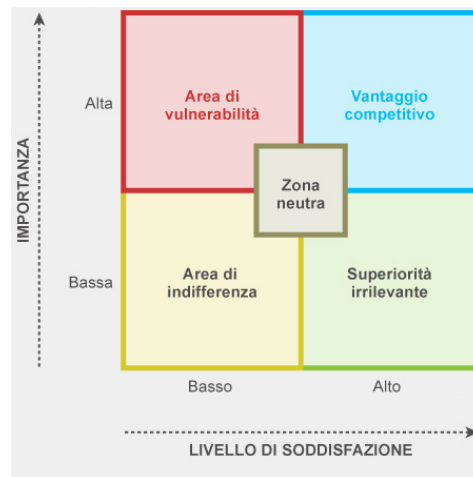 IMPORTANZA
Alta
Bassa
Area di
vulnerabilità
Vantaggio
competitivo
Zona
neutra
Area di
indifferenza
Superiorità
irrilevante
Basso
Alto
LIVELLO DI SODDISFAZIONE